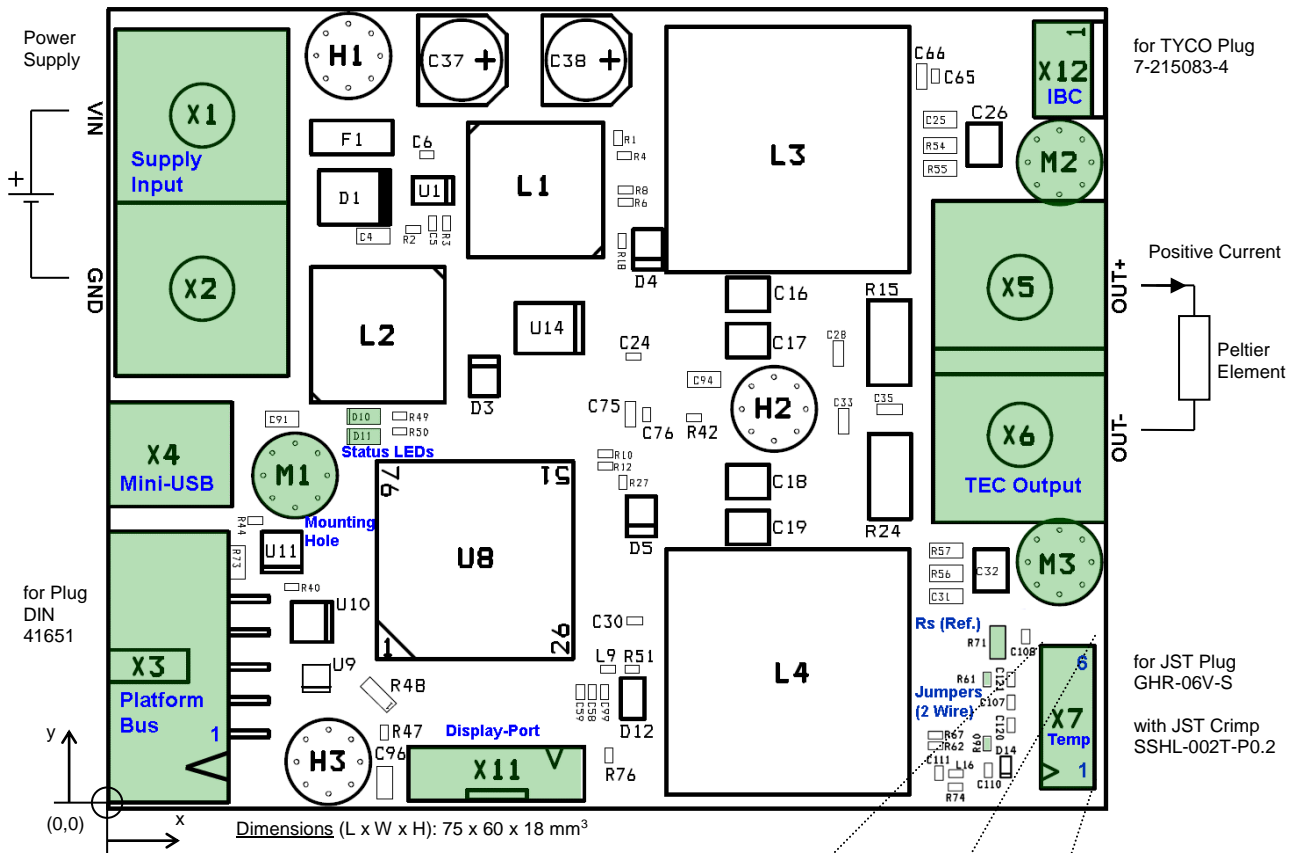 Power
Supply
VIN
+
GND
X1
Supply
Input
X2
H1
C37 +
C38 +
F1
C6
D1
U1
C4
R2
C5
R3
L1
R1
R4
R8
R6
R18
D4
L3
C66
C65
C25
R54
R55
C26
1
X12
IBC
for TYCO Plug
7-215083-4
M2
L2
U14
D3
C24
C16
C17
R15
C28
X5
OUT+
Positive Current
Peltier
Element
C91
D10
D11
R49
R50
Status LEDs
C75
C76
C94
R42
H2
C33
C35
X6
TEC Output
OUT-
X4
Mini-USB
M1
Mounting
Hole
R44
R73
U11
R40
U10
U9
76
51
U8
1
26
R10
R12
R27
D5
C18
C19
R24
R57
R56
C31
C32
M3
for Plug
DIN
41651
X3
Platform
Bus
1
C30
L9
R51
R48
C59
C58
C99
D12
L4
Rs (Ref.)
R71
C108
R61
C121
Jumpers
(2 Wire)
C107
R67
R62
R60
C120
D14
C111
L16
R74
C110
6
X7
Temp
1
for JST Plug
GHR-06V-S
with JST Crimp
SSHL-002T-P0.2
y
H3
R47
C96
Display-Port
X11
R76
(0,0)
x
Dimensions (L x W x H): 75 x 60 x 18 mm³